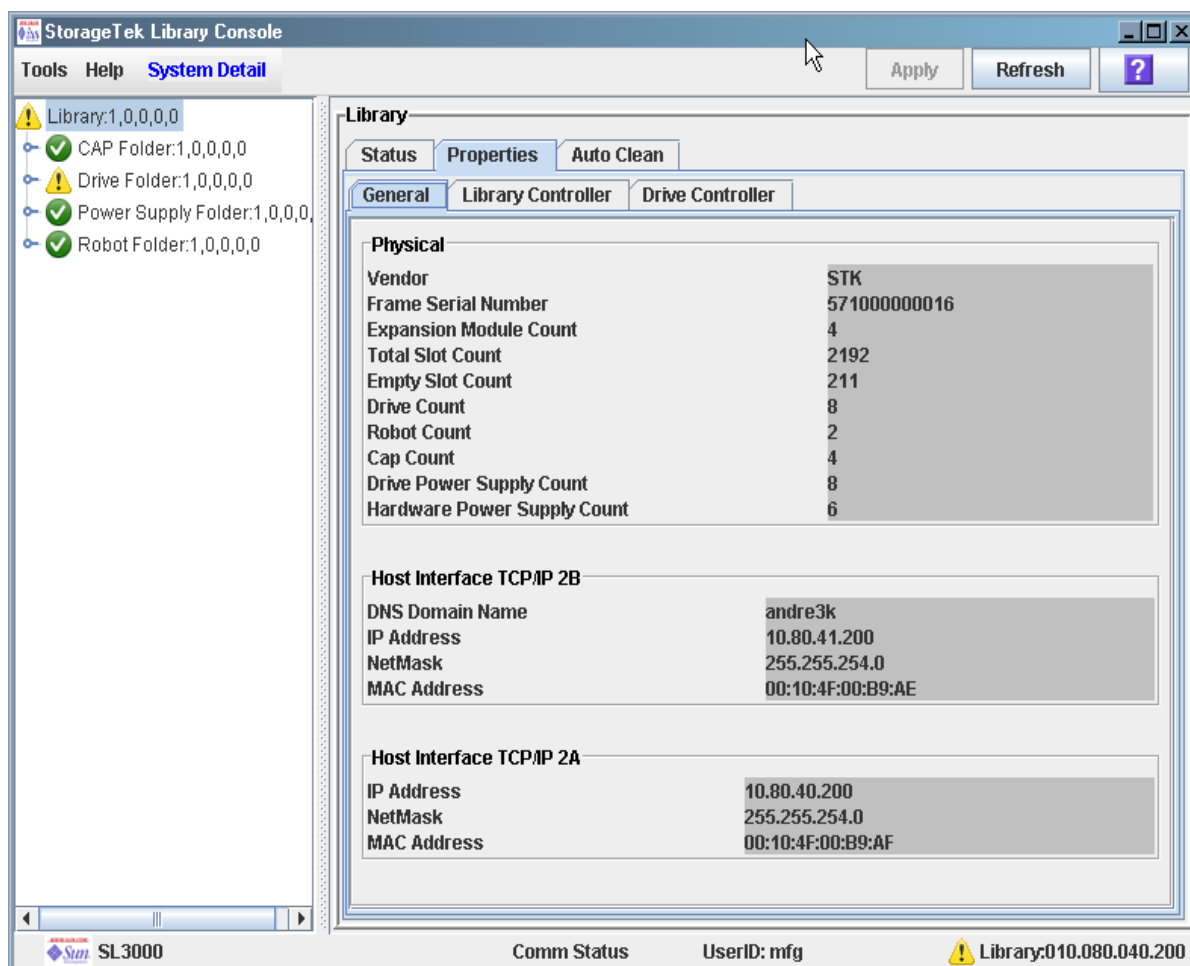 StorageTek Library Console
Tools Help System Detail Apply Refresh ?
Library:1,0,0,0,0
CAP Folder:1,0,0,0,0
Drive Folder:1,0,0,0,0
Power Supply Folder:1,0,0,0,
Robot Folder:1,0,0,0,0
Library
Status Properties Auto Clean
General Library Controller Drive Controller
Physical
Vendor STK
Frame Serial Number 571000000016
Expansion Module Count 4
Total Slot Count 2192
Empty Slot Count 211
Drive Count 8
Robot Count 2
Cap Count 4
Drive Power Supply Count 8
Hardware Power Supply Count 6
Host Interface TCP/IP 2B
DNS Domain Name andre3k
IP Address 10.80.41.200
NetMask 255.255.254.0
MAC Address 00:10:4F:00:B9:AE
Host Interface TCP/IP 2A
IP Address 10.80.40.200
NetMask 255.255.254.0
MAC Address 00:10:4F:00:B9:AF
Sun SL3000 Comm Status UserID: mfg Library:010.080.040.200